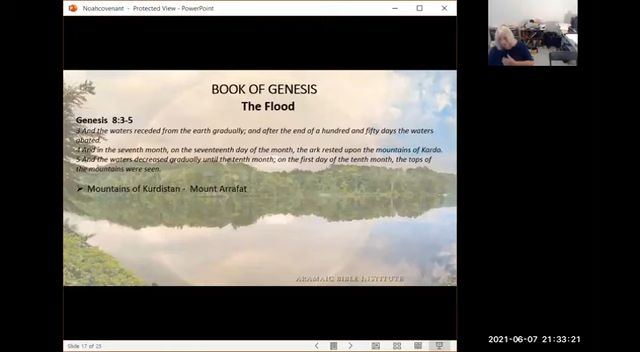 Noahcovenant - Protected View - PowerPoint
BOOK OF GENESIS
The Flood
Genesis 8:3-5
3 And the waters receded from the earth gradually; and after the end of a hundred and fifty days the waters
abated.
4 And in the seventh month, on the seventeenth day of the month, the ark rested upon the mountains of Kardo.
5 And the waters decreased gradually until the tenth month; on the first day of the tenth month, the tops of
the mountains were seen.
➢ Mountains of Kurdistan - Mount Arrafat
ARAMAIC BIBLE INSTITUTE
Slide 17 of 25
2021-06-07 21:33:21